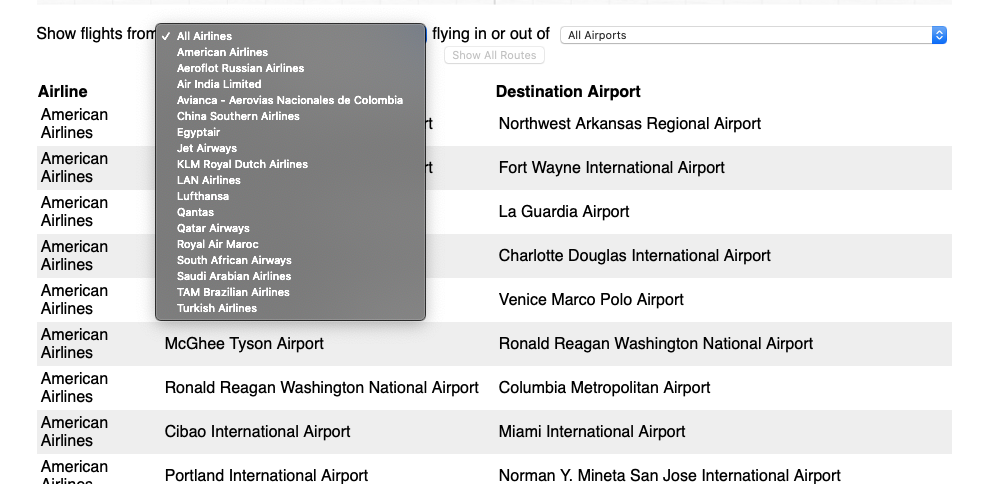 Show flights from
✓ All Airlines
American Airlines
Aeroflot Russian Airlines
Air India Limited
Avianca - Aerovias Nacionales de Colombia
China Southern Airlines
Egyptair
Jet Airways
KLM Royal Dutch Airlines
LAN Airlines
Lufthansa
Qantas
Qatar Airways
Royal Air Maroc
South African Airways
Saudi Arabian Airlines
TAM Brazilian Airlines
Turkish Airlines
flying in or out of All Airports
Show All Routes
Airline Destination Airport
American
Airlines
Northwest Arkansas Regional Airport
American
Airlines
Fort Wayne International Airport
American
Airlines
La Guardia Airport
American
Airlines
Charlotte Douglas International Airport
American
Airlines
Venice Marco Polo Airport
American
Airlines
McGhee Tyson Airport Ronald Reagan Washington National Airport
American
Airlines
Ronald Reagan Washington National Airport Columbia Metropolitan Airport
American
Airlines
Cibao International Airport Miami International Airport
American
Airlines
Portland International Airport Norman Y. Mineta San Jose International Airport